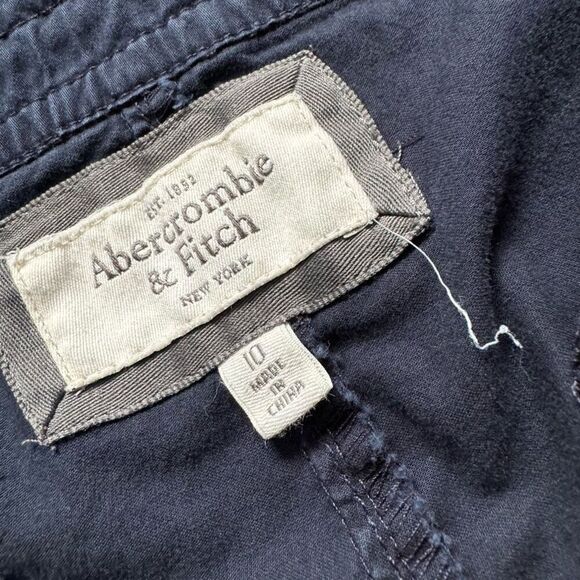 EST. 1892
Abercrombie
& Fitch
NEW YORK
10
MADE
IN
CHINA